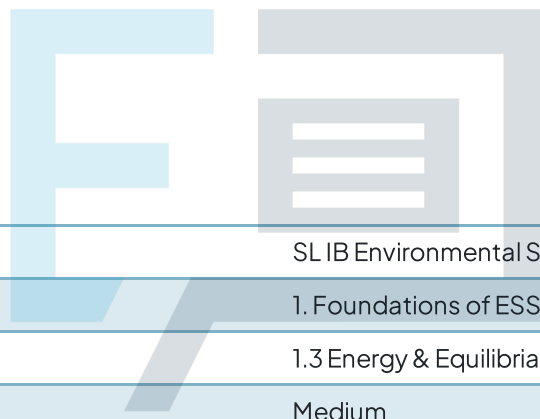 SL IB Environmental S
1. Foundations of ESS
1.3 Energy & Equilibria
Medium